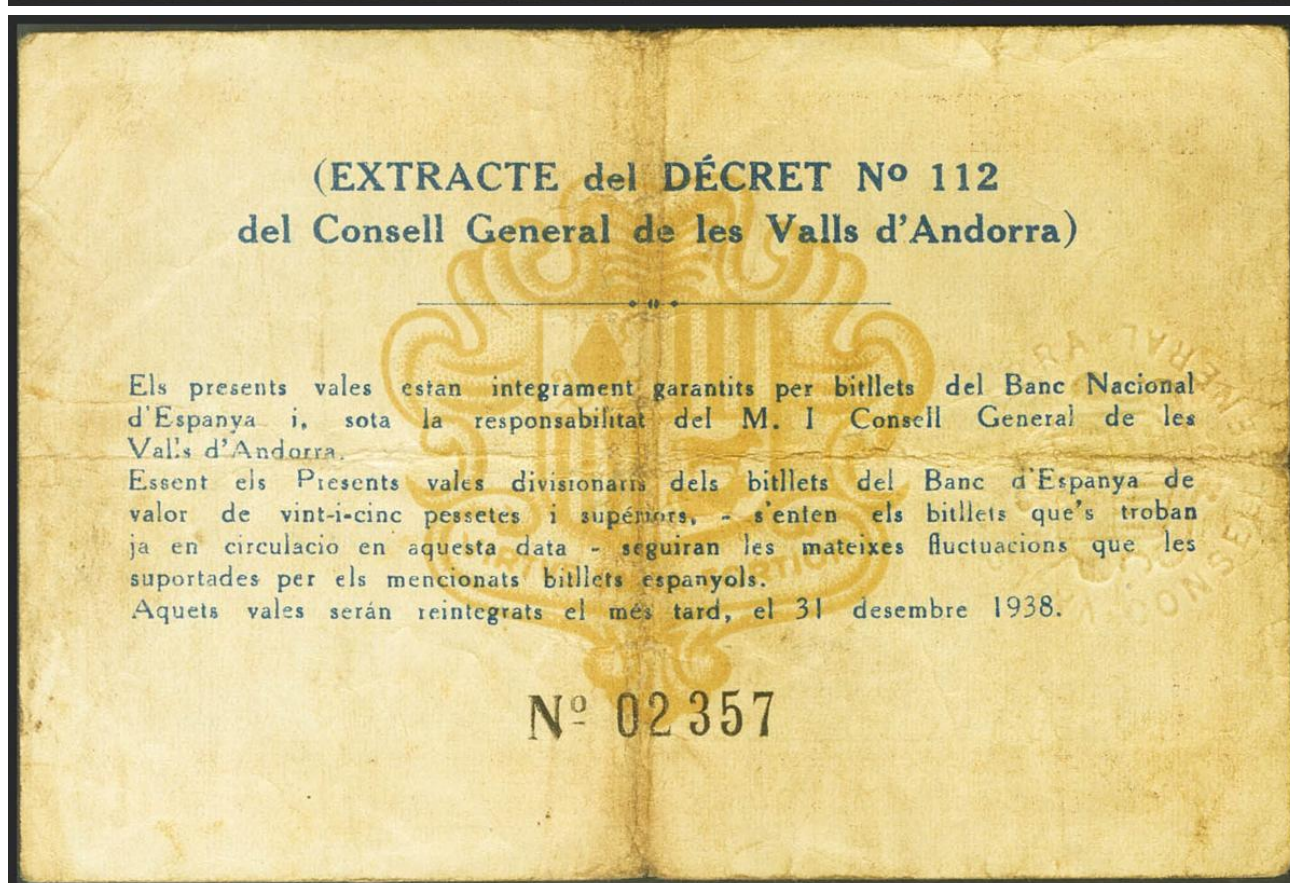 (EXTRACTE del DÉCRET Nº 112
del Consell General de les Valls d'Andorra)
Els presents vales estan integrament garantits per bitllets del Banc Nacional
d'Espanya i, sota la responsabilitat del M. I Consell General de les
Valls d'Andorra.
Essent els Presents vales divisionaris dels bitllets del Banc d'Espanya de
valor de vint-i-cinc pessetes i supériors, - s'enten els bitllets que's troban
ja en circulacio en aquesta data - seguiran les mateixes fluctuacions que les
suportades per els mencionats bitllets espanyols.
Aquets vales serán reintegrats el més tard, el 31 desembre 1938.
Nº 02357